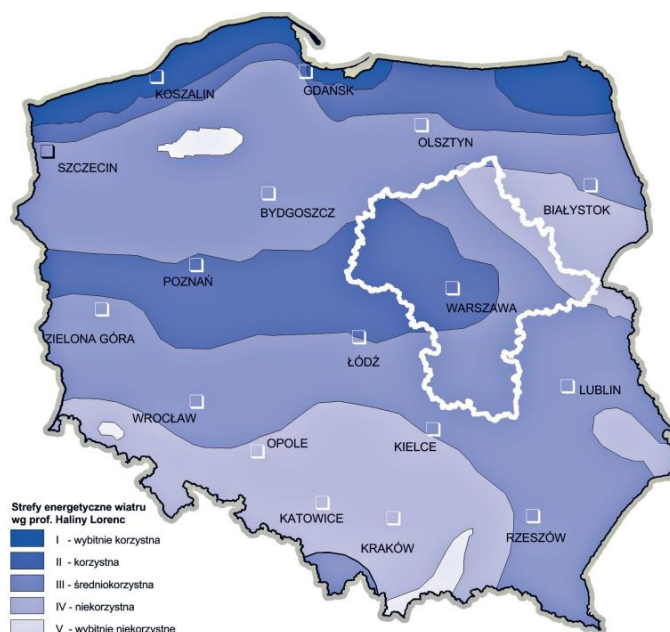 KOSZALIN
GDAŃSK
OLSZTYN
SZCZECIN
BYDGOSZCZ
BIAŁYSTOK
POZNAŃ
WARSZAWA
ZIELONA GÓRA
ŁÓDŹ
LUBLIN
WROCŁAW
OPOLE
KIELCE
KATOWICE
KRAKÓW
RZESZÓW
Strefy energetyczne wiatru
wg prof. Haliny Lorenc
I - wybitnie korzystna
II - korzystna
III - średniokorzystna
IV - niekorzystna
V - wybitnie niekorzystne